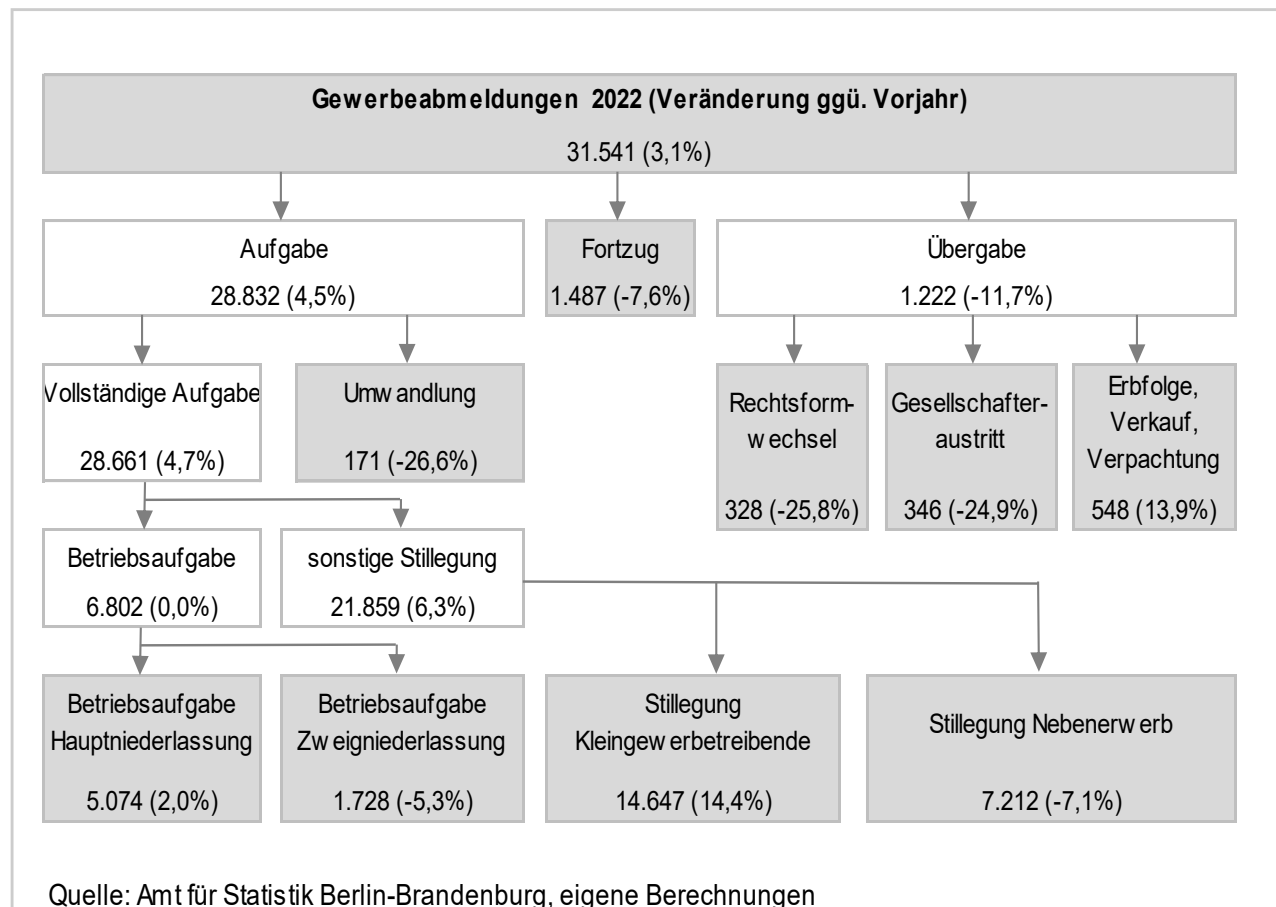 Gewerbeabmeldungen 2022 (Veränderung ggü. Vorjahr)
31.541 (3,1%)
Aufgabe
28.832 (4,5%)
Fortzug
1.487 (-7,6%)
Übergabe
1.222 (-11,7%)
Vollständige Aufgabe
28.661 (4,7%)
Umwandlung
171 (-26,6%)
Rechtsform-
wechsel
328 (-25,8%)
Gesellschafter-
austritt
346 (-24,9%)
Erbfolge,
Verkauf,
Verpachtung
548 (13,9%)
Betriebsaufgabe
6.802 (0,0%)
sonstige Stillegung
21.859 (6,3%)
Betriebsaufgabe
Hauptniederlassung
5.074 (2,0%)
Betriebsaufgabe
Zweigniederlassung
1.728 (-5,3%)
Stillegung
Kleingewerbetreibende
14.647 (14,4%)
Stillegung Nebenerwerb
7.212 (-7,1%)
Quelle: Amt für Statistik Berlin-Brandenburg, eigene Berechnungen